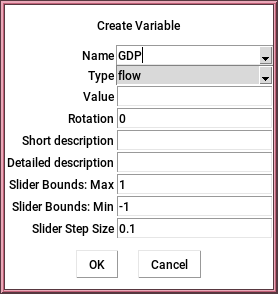 Create Variable
Name GDP
Type flow
Value
Rotation 0
Short description
Detailed description
Slider Bounds: Max 1
Slider Bounds: Min -1
Slider Step Size 0.1
OK Cancel